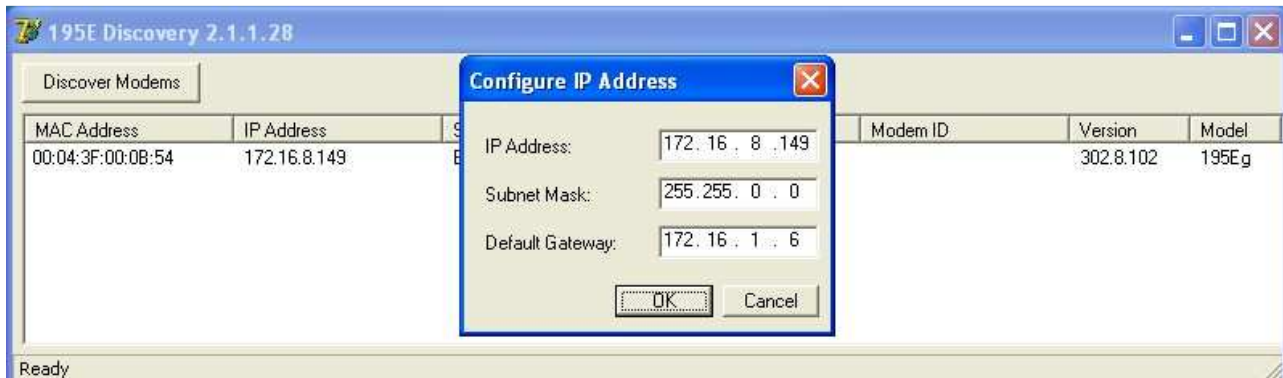 195E Discovery 2.1.1.28
Discover Modems
MAC Address IP Address Modem ID Version Model
00:04:3F:00:0B:54 172.16.8.149 302.8.102 195Eg
Configure IP Address
IP Address: 172. 16 . 8 .149
Subnet Mask: 255.255. 0 . 0
Default Gateway: 172. 16 . 1 . 6
OK Cancel
Ready